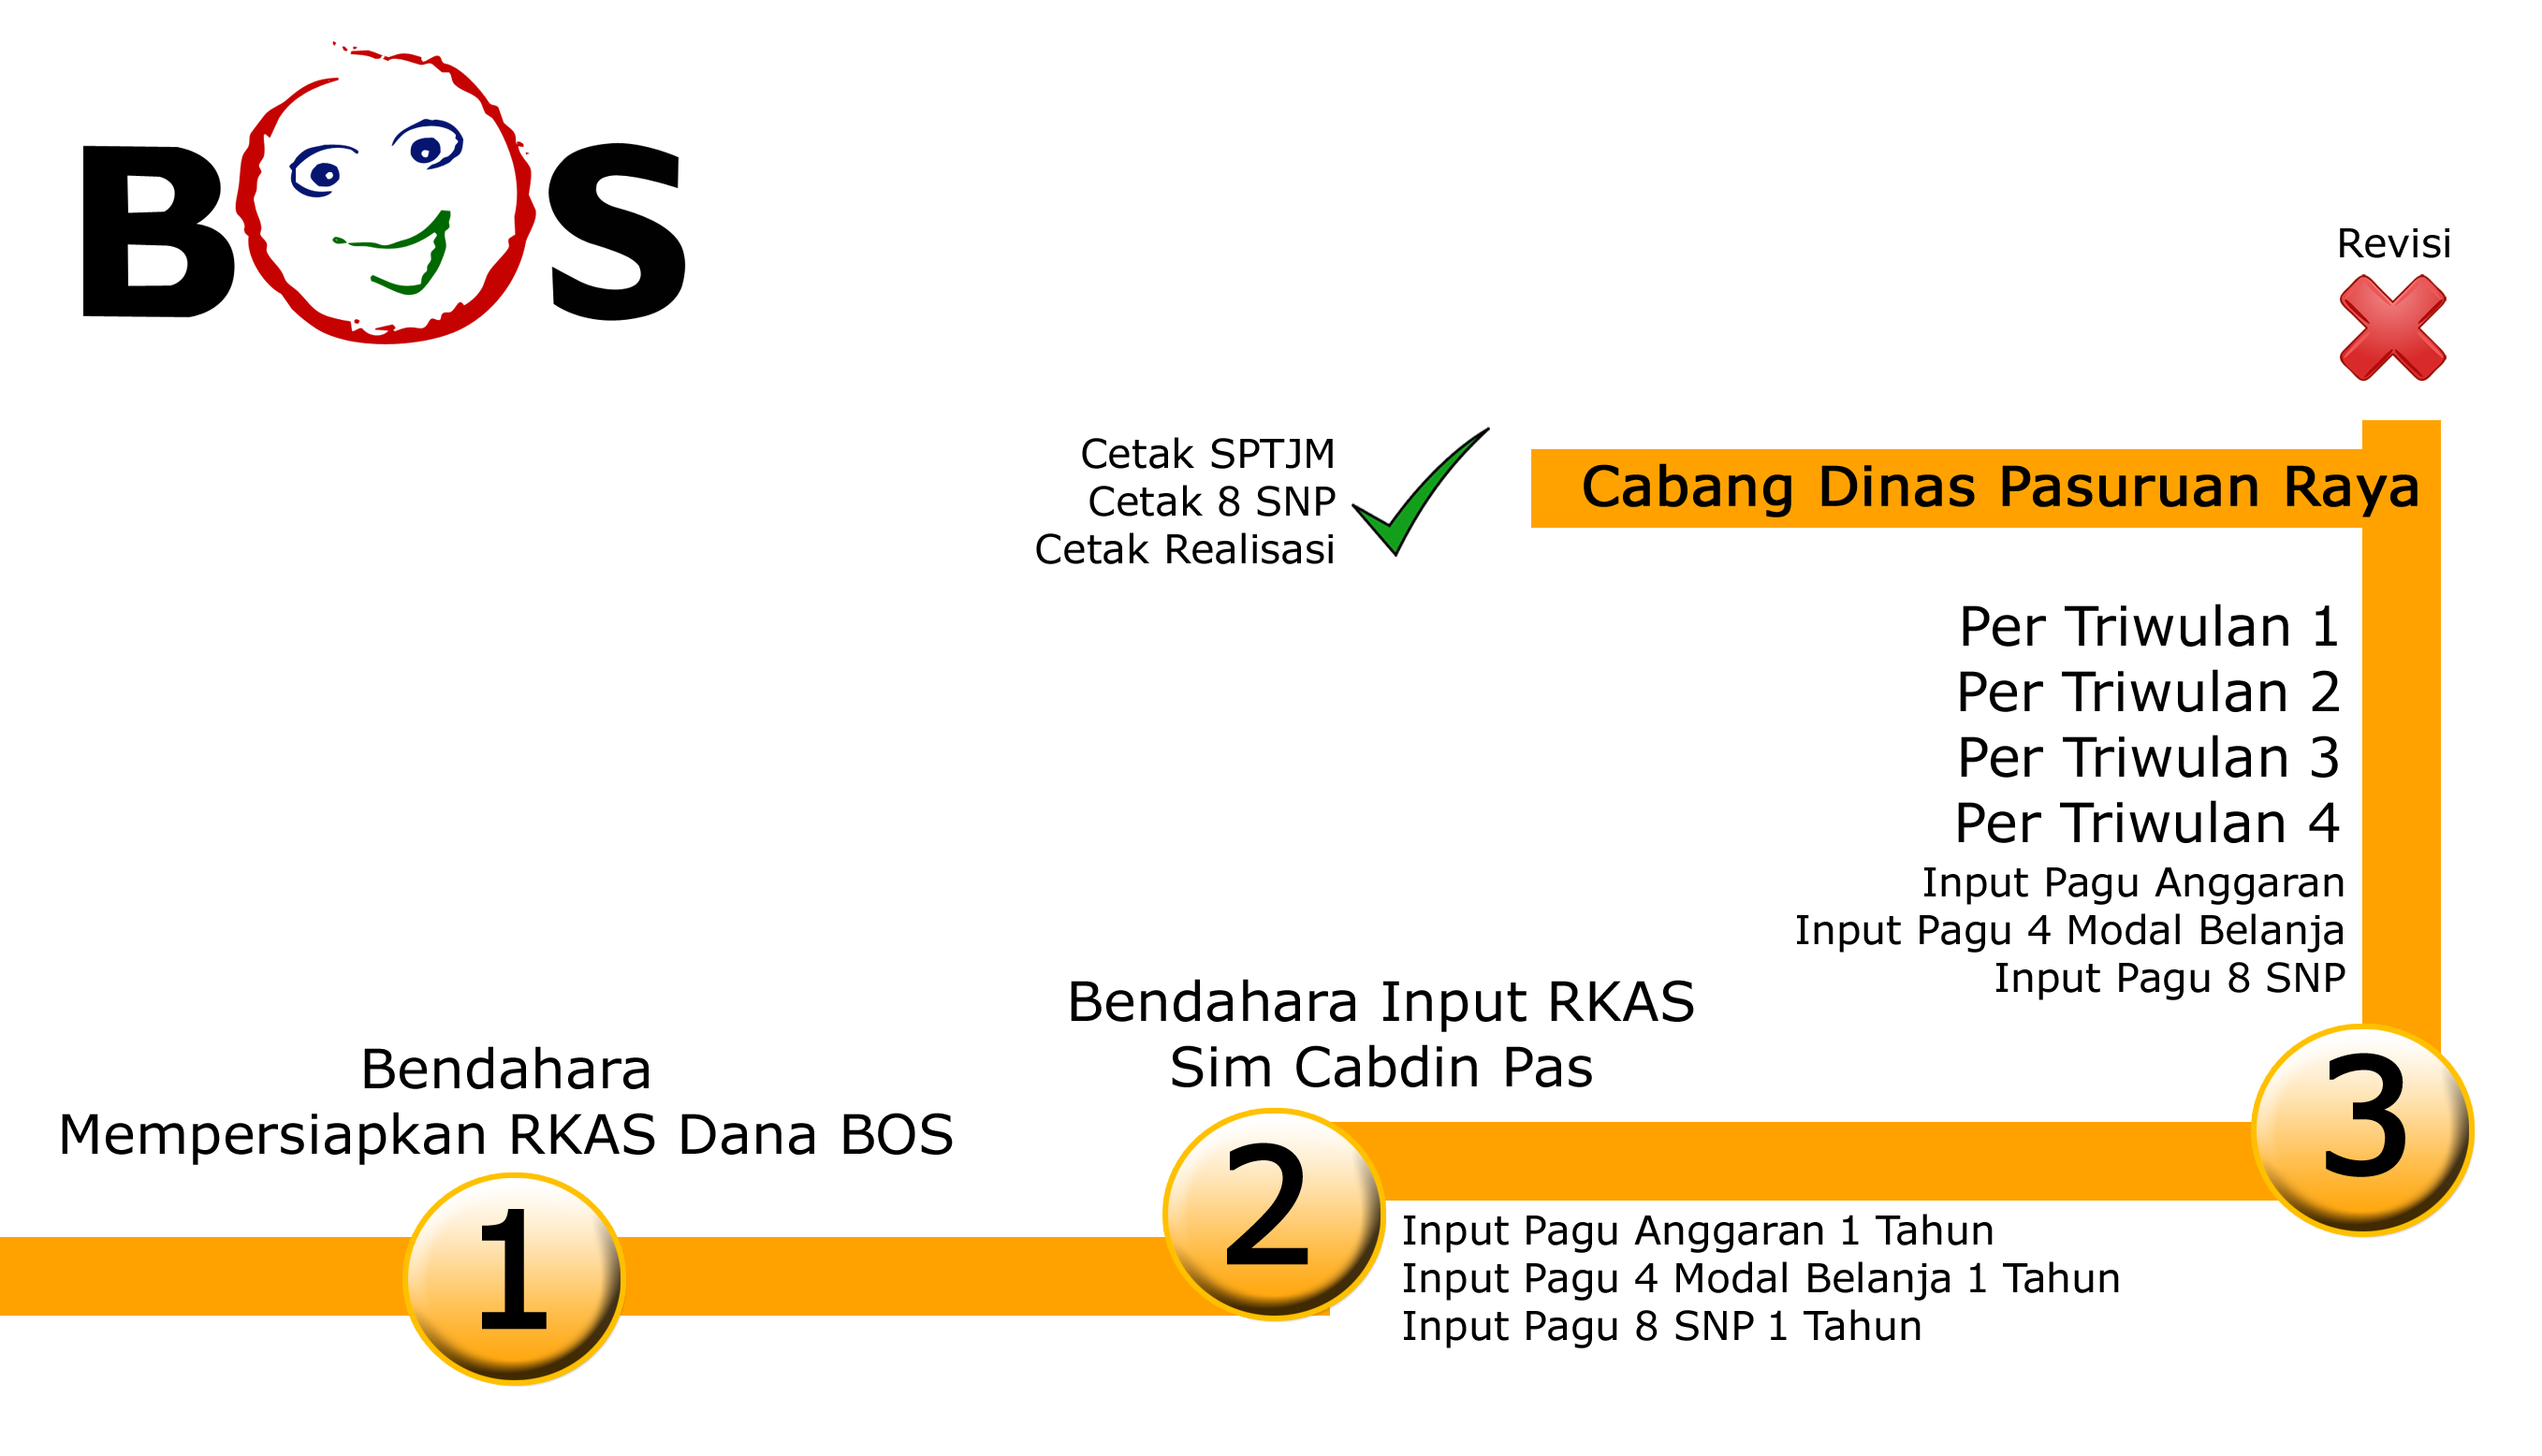 BOS
Revisi
Cetak SPTJM
Cetak 8 SNP
Cetak Realisasi
Cabang Dinas Pasuruan Raya
Per Triwulan 1
Per Triwulan 2
Per Triwulan 3
Per Triwulan 4
Input Pagu Anggaran
Input Pagu 4 Modal Belanja
Input Pagu 8 SNP
Bendahara
Mempersiapkan RKAS Dana BOS
1
Bendahara Input RKAS
Sim Cabdin Pas
2
Input Pagu Anggaran 1 Tahun
Input Pagu 4 Modal Belanja 1 Tahun
Input Pagu 8 SNP 1 Tahun
3